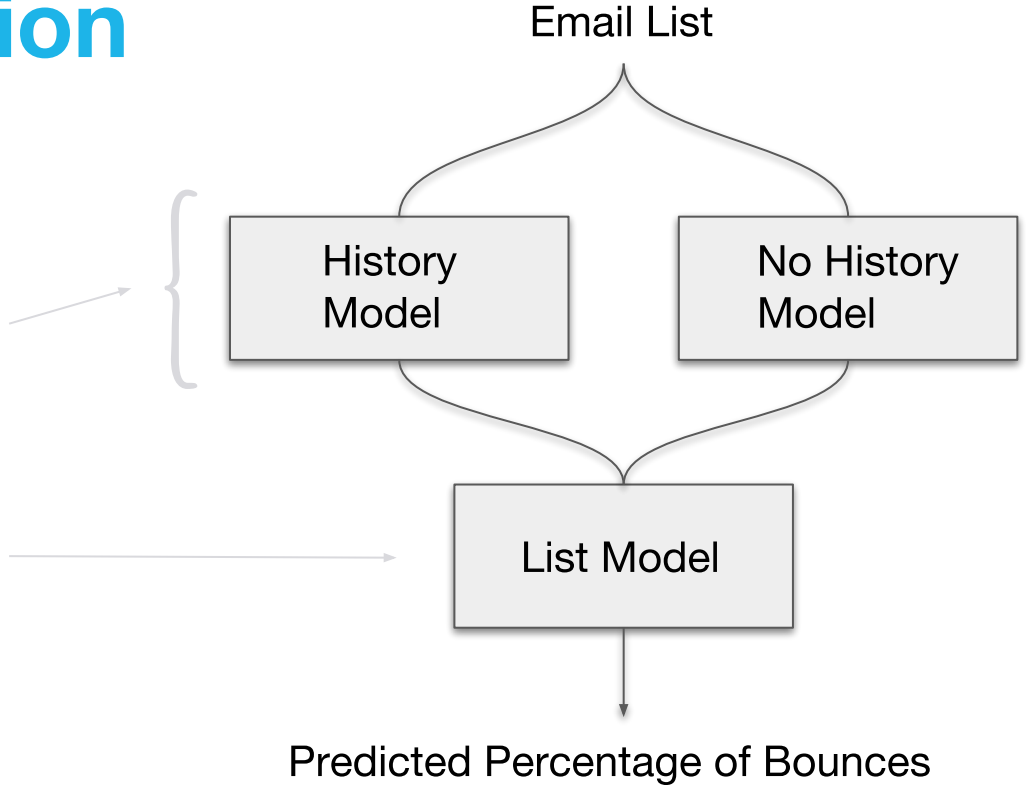 ion
Email List
History
Model
No History
Model
List Model
Predicted Percentage of Bounces